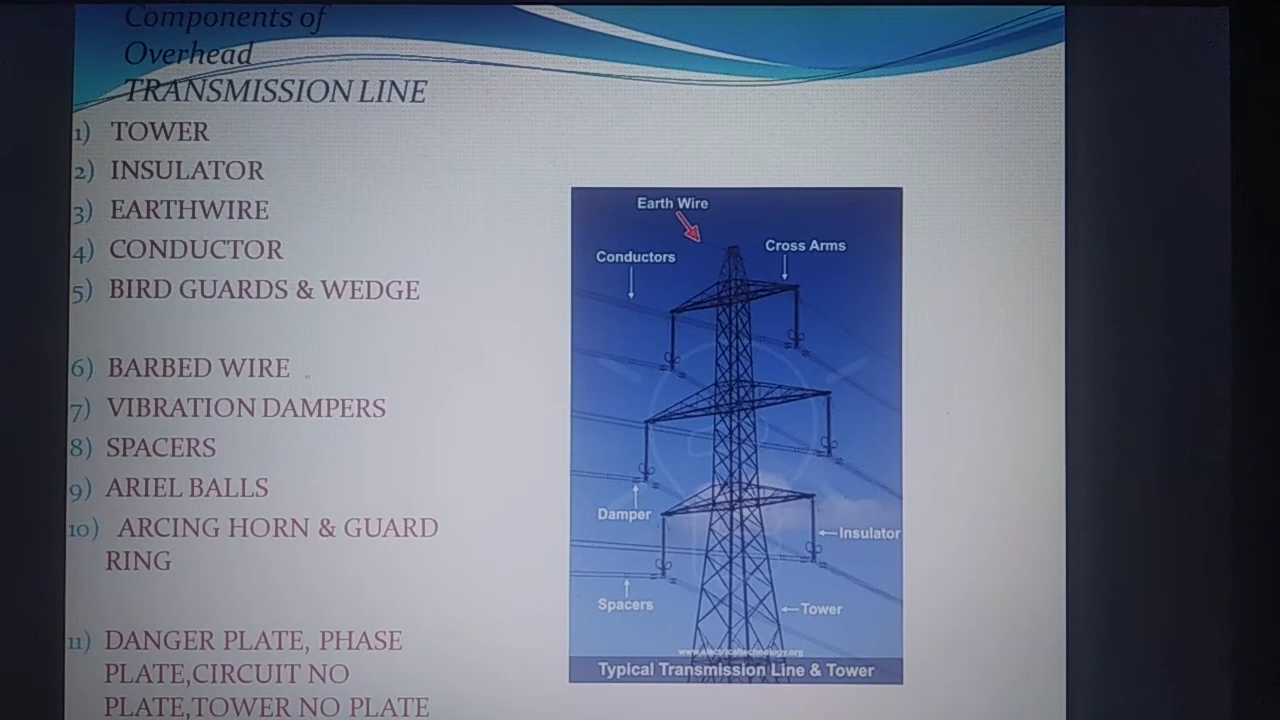 Components of
Overhead
TRANSMISSION LINE
1) TOWER
2) INSULATOR
3) EARTHWIRE
4) CONDUCTOR
5) BIRD GUARDS & WEDGE
6) BARBED WIRE
7) VIBRATION DAMPERS
8) SPACERS
9) ARIEL BALLS
10) ARCING HORN & GUARD
RING
11) DANGER PLATE, PHASE
PLATE,CIRCUIT NO
PLATE,TOWER NO PLATE
Earth Wire
Conductors
Cross Arms
Damper
Insulator
Spacers
Tower
www.electricaltechnology.org
Typical Transmission Line & Tower